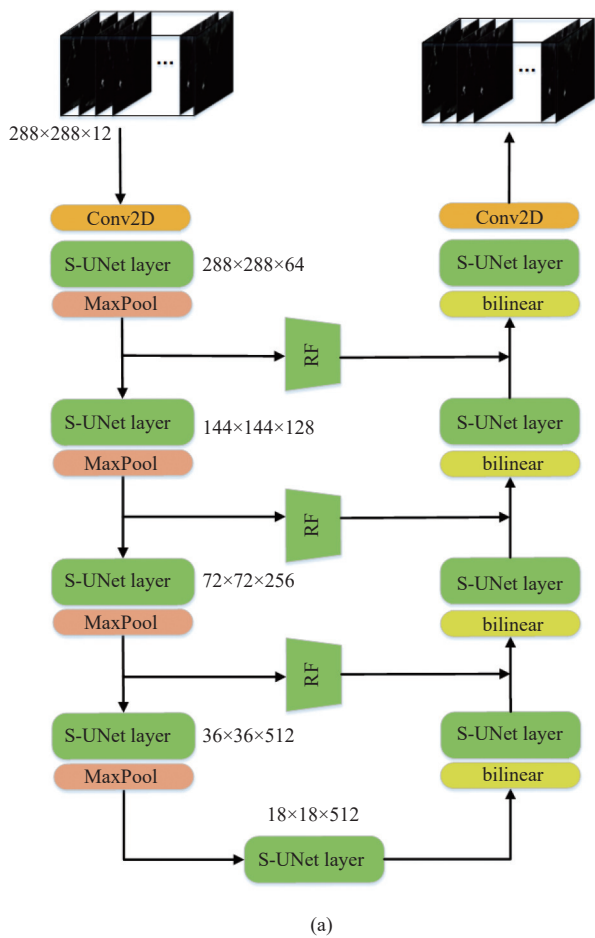 ...
...
288×288×12
Conv2D
Conv2D
S-UNet layer
288×288×64
S-UNet layer
MaxPool
bilinear
RF
S-UNet layer
144×144×128
S-UNet layer
MaxPool
bilinear
RF
S-UNet layer
72×72×256
S-UNet layer
MaxPool
bilinear
RF
S-UNet layer
36×36×512
S-UNet layer
MaxPool
bilinear
18×18×512
S-UNet layer
(a)